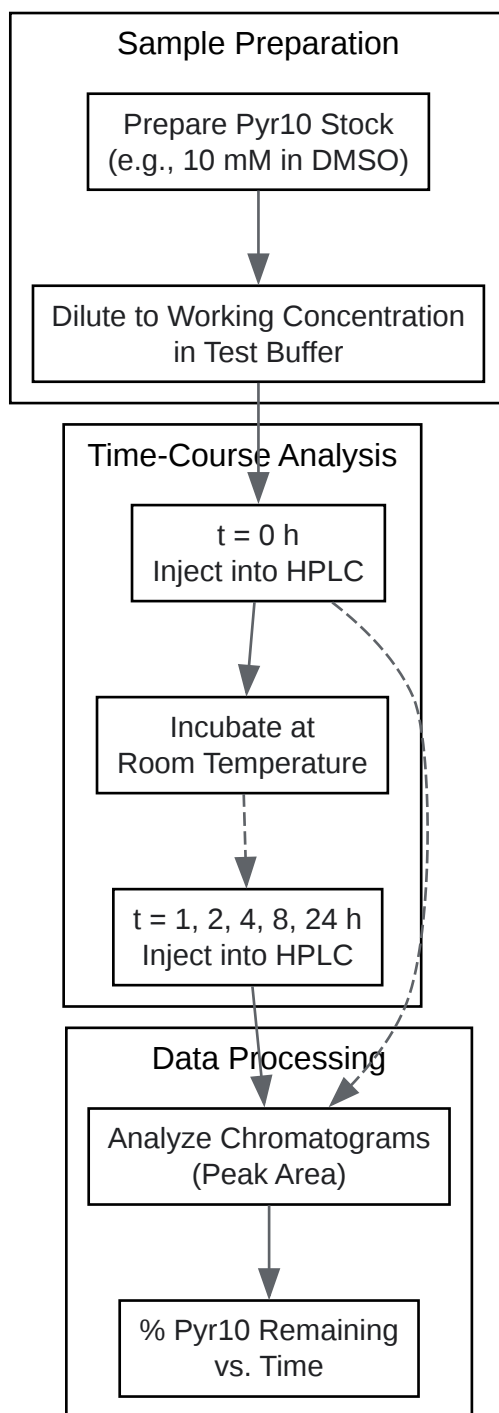 Sample Preparation
Prepare Pyr10 Stock
(e.g., 10 mM in DMSO)
Dilute to Working Concentration
in Test Buffer
Time-Course Analysis
t = 0 h
Inject into HPLC
Incubate at
Room Temperature
t = 1, 2, 4, 8, 24 h
Inject into HPLC
Data Processing
Analyze Chromatograms
(Peak Area)
% Pyr10 Remaining
vs. Time